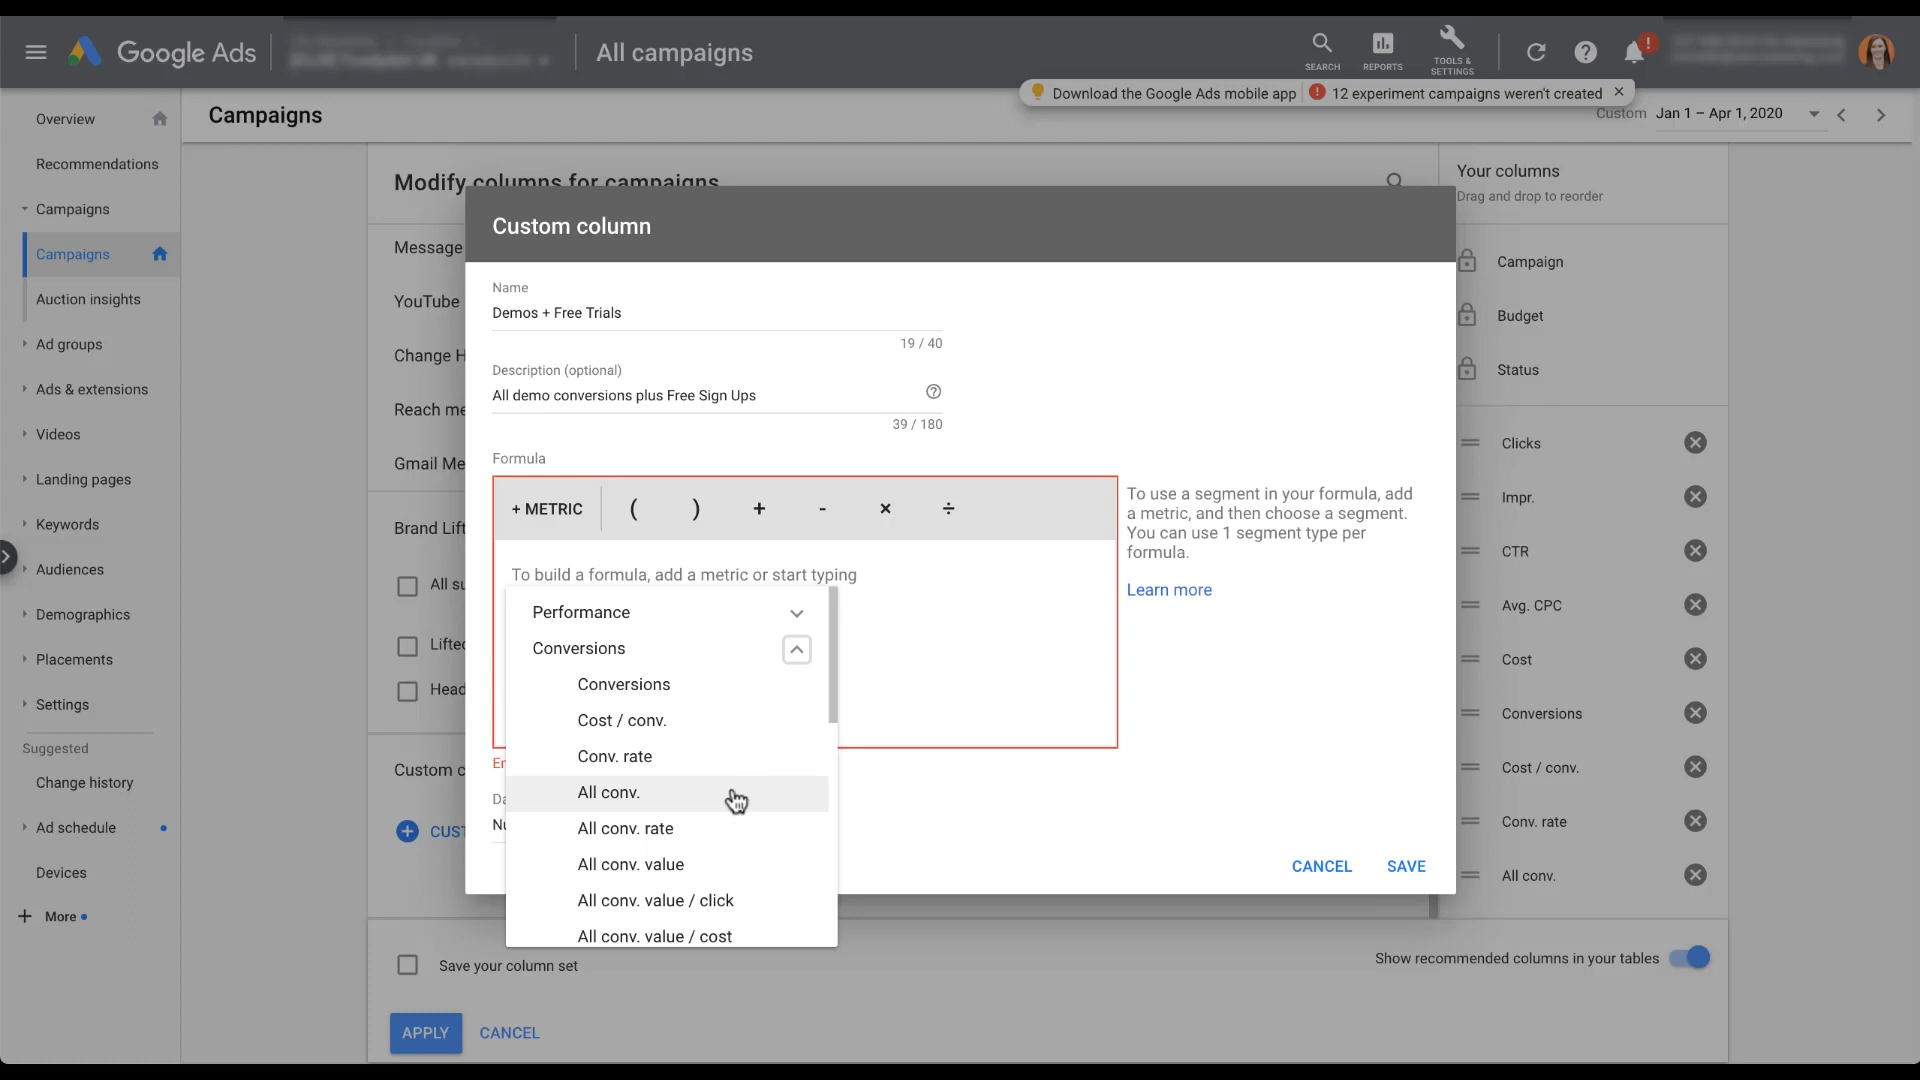 Google Ads
All campaigns
SEARCH
REPORTS
TOOLS &
SETTINGS
!
Download the Google Ads mobile app
! 12 experiment campaigns weren't created
Overview
Recommendations
Campaigns
Campaigns
Auction insights
Ad groups
Ads & extensions
Videos
Landing pages
Keywords
Audiences
Demographics
Placements
Settings
Suggested
Change history
Ad schedule
Devices
More
Campaigns
Custom Jan 1 – Apr 1, 2020
Modify columns for campaigns
Message
YouTube
Change H
Reach me
Gmail Me
Brand Lift
All su
Lifted
Head
Custom c
CUST
Custom column
Name
Demos + Free Trials
19 / 40
Description (optional)
All demo conversions plus Free Sign Ups
39 / 180
Formula
+ METRIC ( ) + - × ÷
To build a formula, add a metric or start typing
Performance
Conversions
Conversions
Cost / conv.
Conv. rate
All conv.
All conv. rate
All conv. value
All conv. value / click
All conv. value / cost
En
Da
Nu
To use a segment in your formula, add
a metric, and then choose a segment.
You can use 1 segment type per
formula.
Learn more
CANCEL SAVE
Your columns
Drag and drop to reorder
Campaign
Budget
Status
Clicks
Impr.
CTR
Avg. CPC
Cost
Conversions
Cost / conv.
Conv. rate
All conv.
Save your column set
Show recommended columns in your tables
APPLY CANCEL